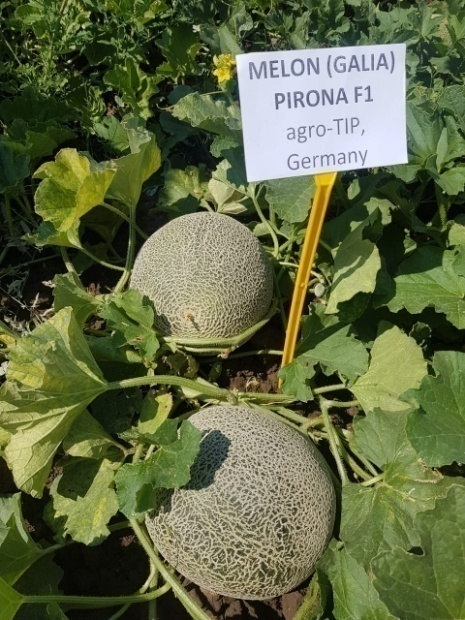 MELON (GALIA)
PIRONA F1
agro-TIP,
Germany